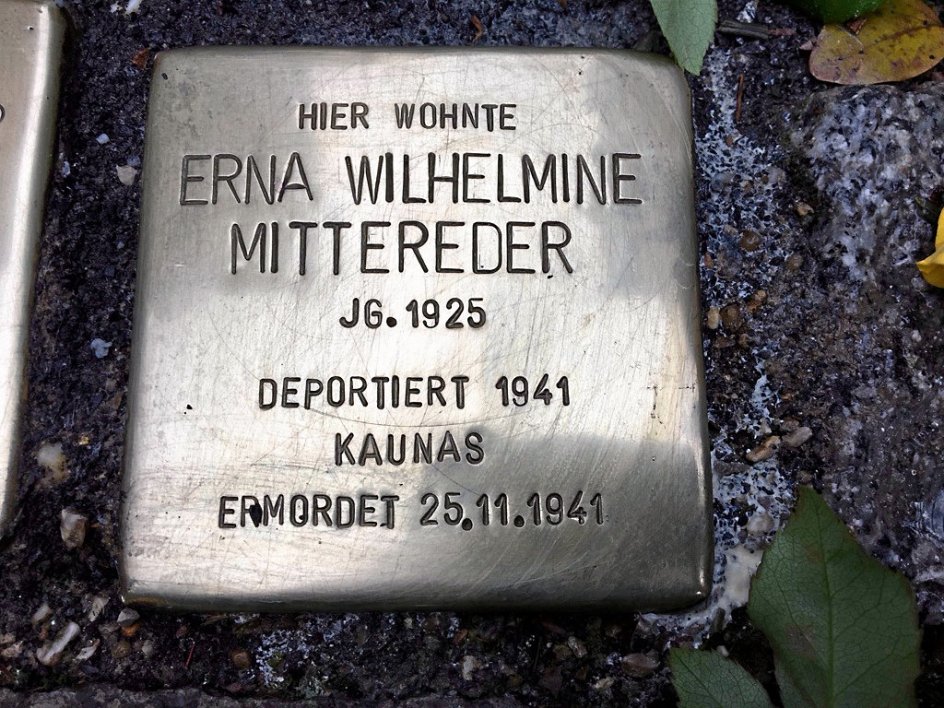 HIER WOHNTE
ERNA WILHELMINE
MITTEREDER
JG. 1925
DEPORTIERT 1941
KAUNAS
ERMORDET 25.11.1941